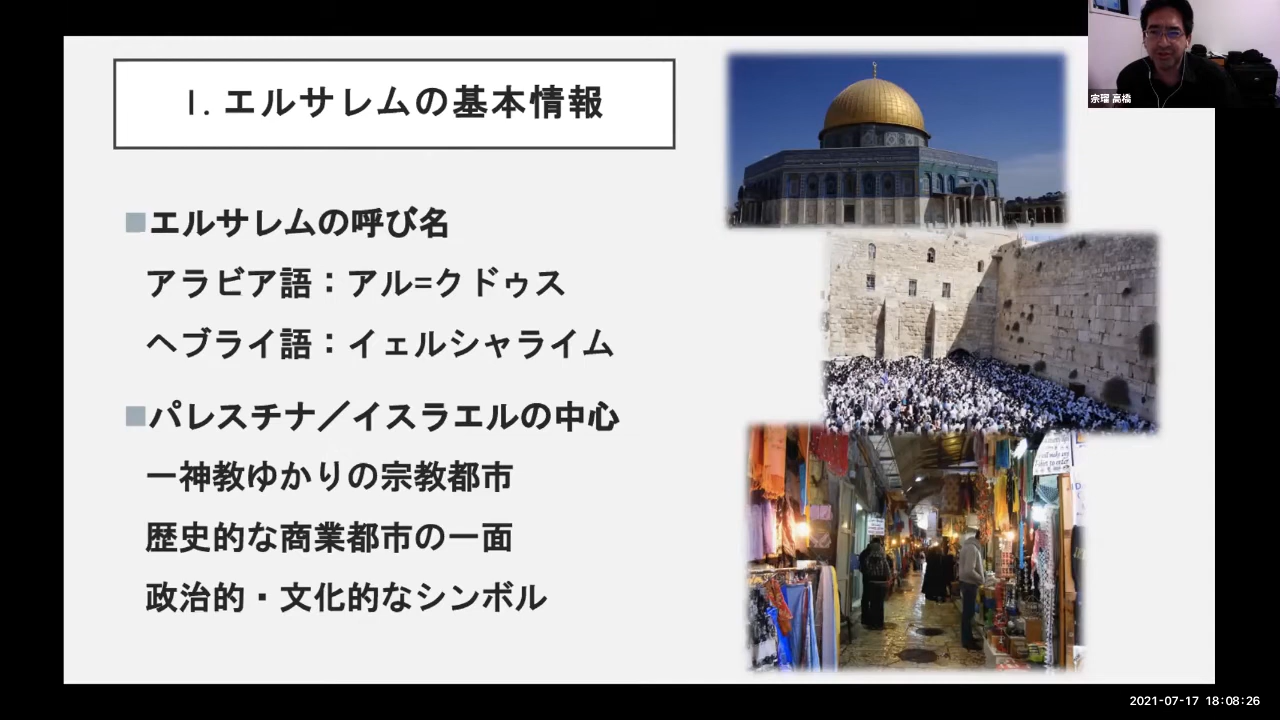 1. エルサレムの基本情報
■エルサレムの呼び名
アラビア語：アル=クドゥス
ヘブライ語：イェルシャライム
■パレスチナ／イスラエルの中心
一神教ゆかりの宗教都市
歴史的な商業都市の一面
政治的・文化的なシンボル
宗瑠 高橋
2021-07-17 18:08:26